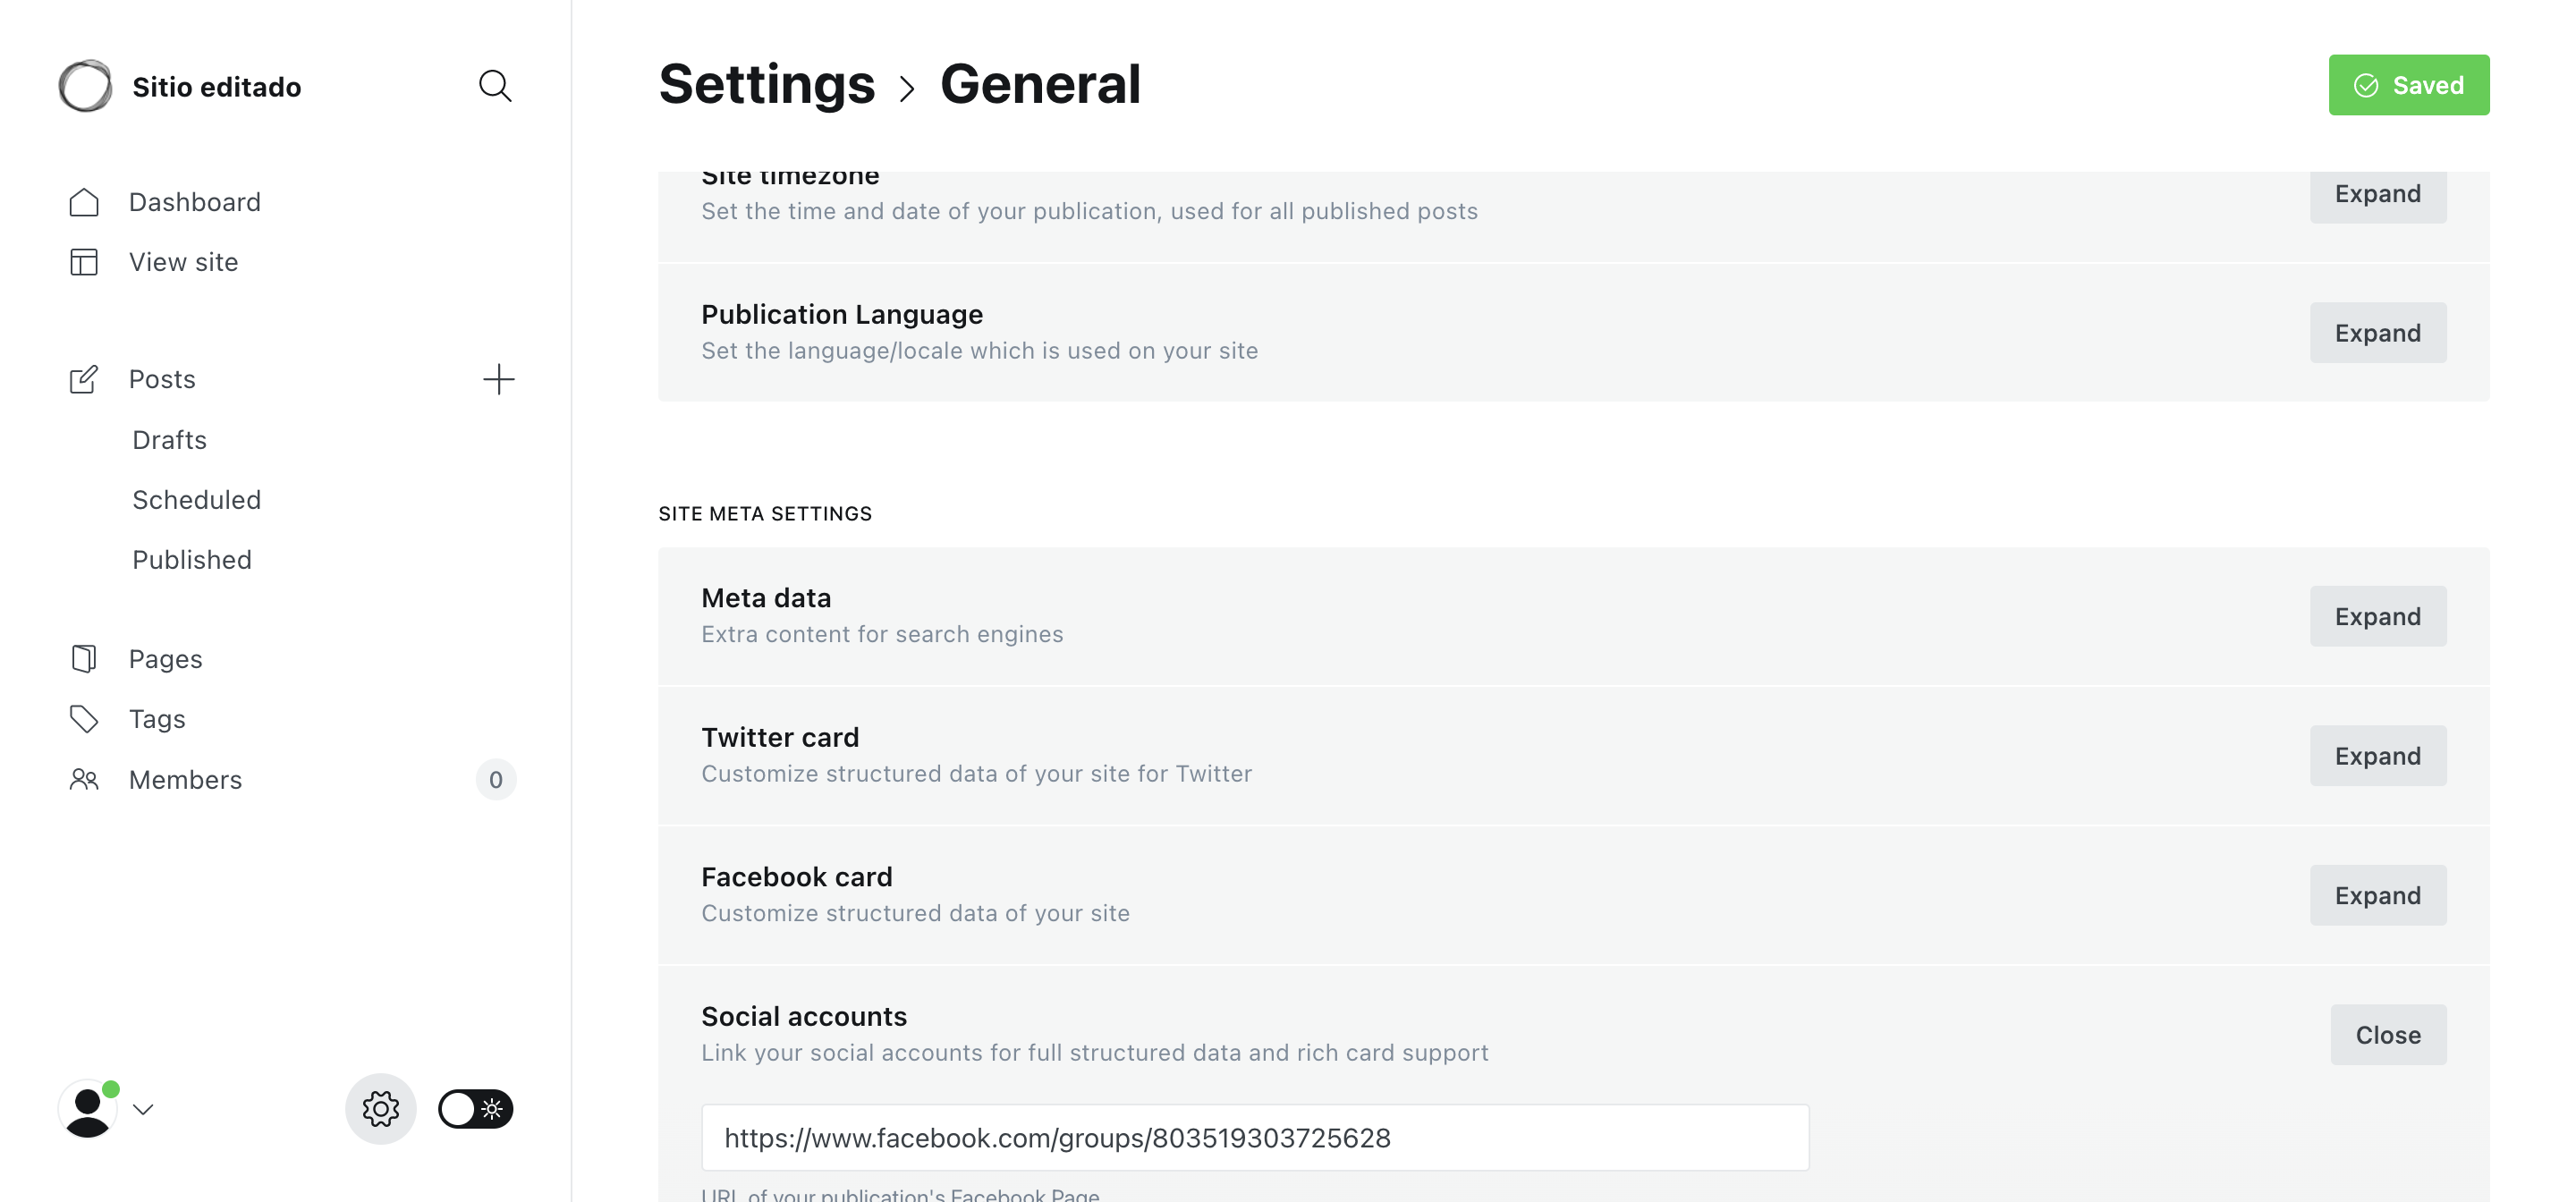 Sitio editado
Dashboard
View site
Posts
Drafts
Scheduled
Published
Pages
Tags
Members
0
Settings > General
Saved
Site timezone
Set the time and date of your publication, used for all published posts
Expand
Publication Language
Set the language/locale which is used on your site
Expand
SITE META SETTINGS
Meta data
Extra content for search engines
Expand
Twitter card
Customize structured data of your site for Twitter
Expand
Facebook card
Customize structured data of your site
Expand
Social accounts
Link your social accounts for full structured data and rich card support
Close
https://www.facebook.com/groups/803519303725628
URL of your publication's Facebook Page